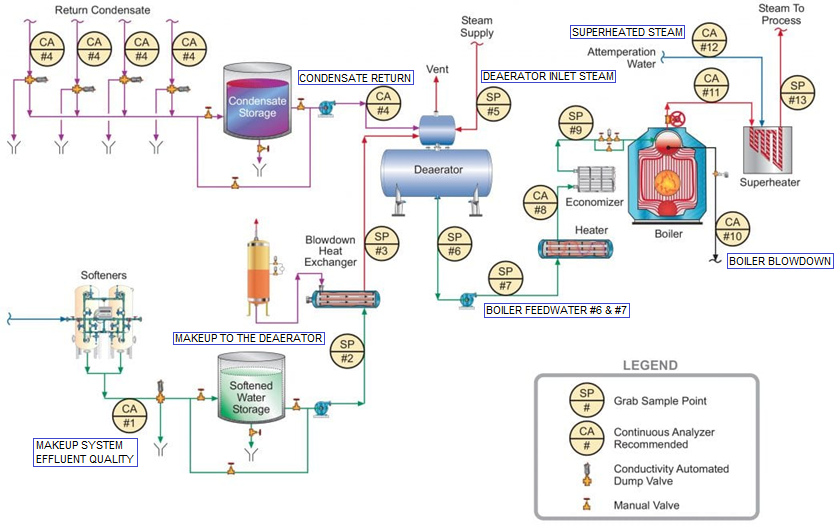 Return Condensate
CA
#4
CA
#4
CA
#4
CA
#4
Condensate
Storage
CONDENSATE RETURN
CA
#4
Vent
Steam
Supply
DEAERATOR INLET STEAM
SP
#5
Deaerator
SUPERHEATED STEAM
Attemperation
Water
CA
#12
Steam To
Process
CA
#11
SP
#13
SP
#9
Economizer
CA
#8
Heater
Boiler
Superheater
CA
#10
BOILER BLOWDOWN
SP
#3
SP
#6
SP
#7
BOILER FEEDWATER #6 & #7
Blowdown
Heat
Exchanger
Softeners
MAKEUP TO THE DEAERATOR
SP
#2
Softened
Water
Storage
CA
#1
MAKEUP SYSTEM
EFFLUENT QUALITY
LEGEND
SP
#
Grab Sample Point
CA
#
Continuous Analyzer
Recommended
Conductivity Automated
Dump Valve
Manual Valve